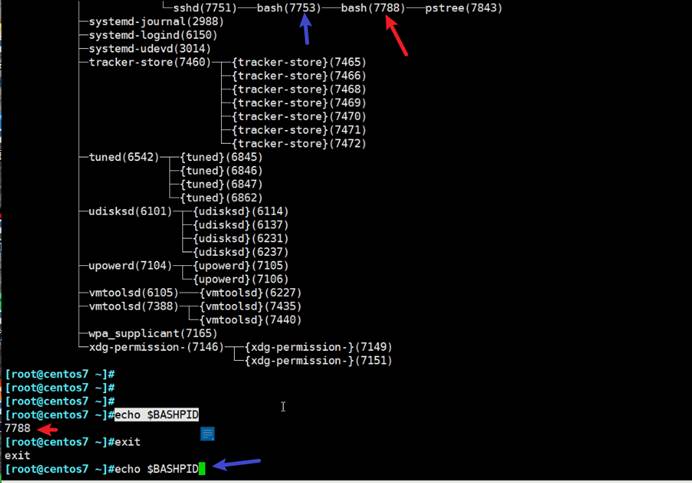 sshd(7751)───bash(7753)───bash(7788)───pstree(7843)
├─systemd-journal(2988)
├─systemd-logind(6150)
├─systemd-udevd(3014)
├─tracker-store(7460)─┬─{tracker-store}(7465)
├─{tracker-store}(7466)
├─{tracker-store}(7468)
├─{tracker-store}(7469)
├─{tracker-store}(7470)
├─{tracker-store}(7471)
└─{tracker-store}(7472)
├─tuned(6542)─┬─{tuned}(6845)
├─{tuned}(6846)
├─{tuned}(6847)
└─{tuned}(6862)
├─udisksd(6101)─┬─{udisksd}(6114)
├─{udisksd}(6137)
├─{udisksd}(6231)
└─{udisksd}(6237)
├─upowerd(7104)─┬─{upowerd}(7105)
└─{upowerd}(7106)
├─vmtoolsd(6105)───{vmtoolsd}(6227)
├─vmtoolsd(7388)─┬─{vmtoolsd}(7435)
└─{vmtoolsd}(7440)
├─wpa_supplicant(7165)
└─xdg-permission-(7146)─┬─{xdg-permission-}(7149)
└─{xdg-permission-}(7151)
[root@centos7 ~]#
[root@centos7 ~]#
[root@centos7 ~]#
[root@centos7 ~]#echo $BASHPID
7788
[root@centos7 ~]#exit
exit
[root@centos7 ~]#echo $BASHPID